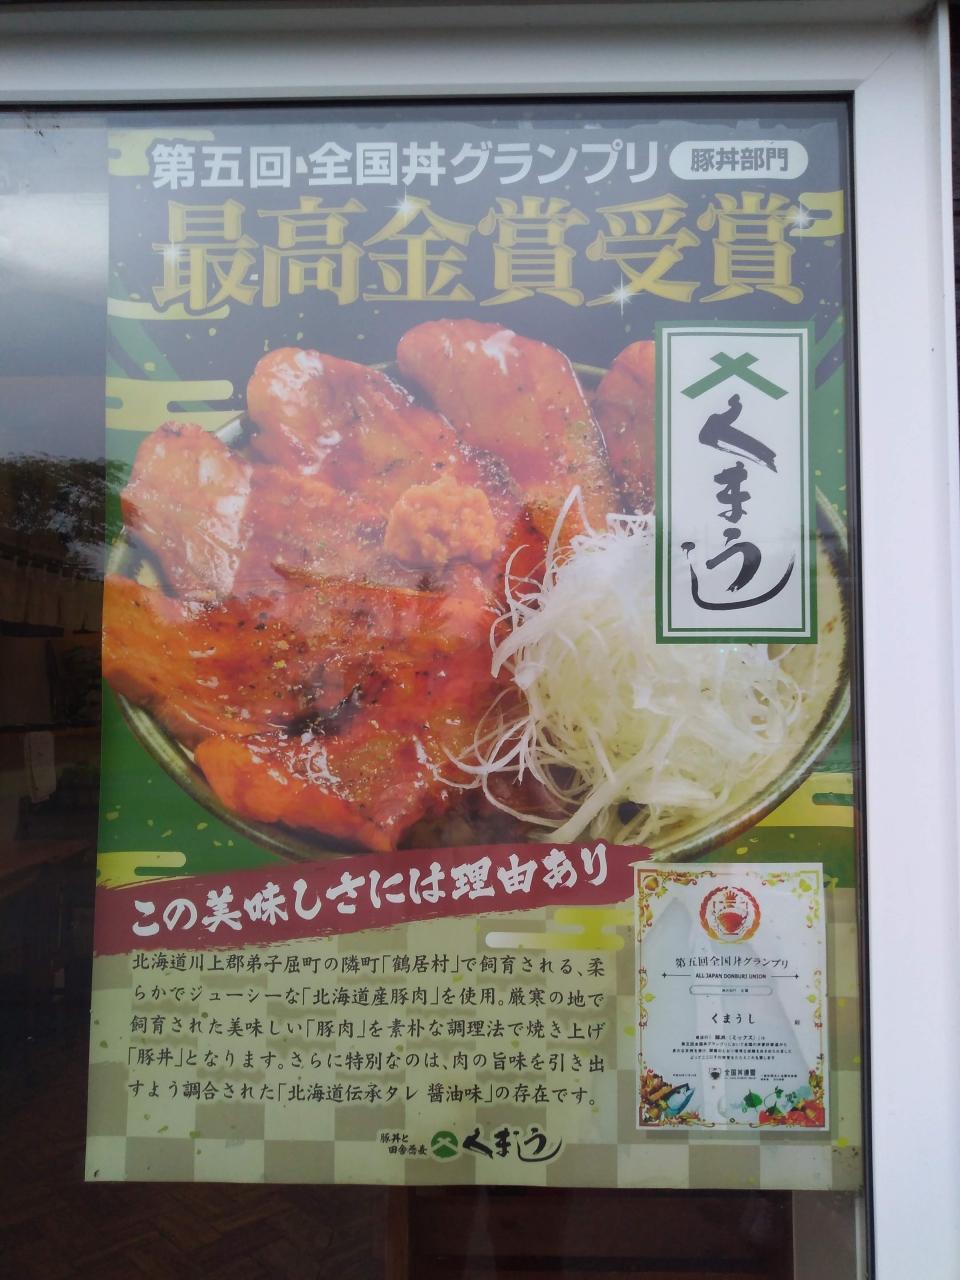 第五回・全国丼グランプリ 豚丼部門
最高金賞受賞
くまうし
この美味しさには理由あり
北海道川上郡弟子屈町の隣町「鶴居村」で飼育される、柔
らかでジューシーな「北海道産豚肉」を使用。厳寒の地で
飼育された美味しい「豚肉」を素朴な調理法で焼き上げ
「豚丼」となります。さらに特別なのは、肉の旨味を引き出
すよう調合された「北海道伝承タレ 醤油味」の存在です。
豚丼と
田舎蕎麦
くまうし
第五回全国丼グランプリ
ALL JAPAN DONBURI UNION
くまうし
殿
全国丼連盟